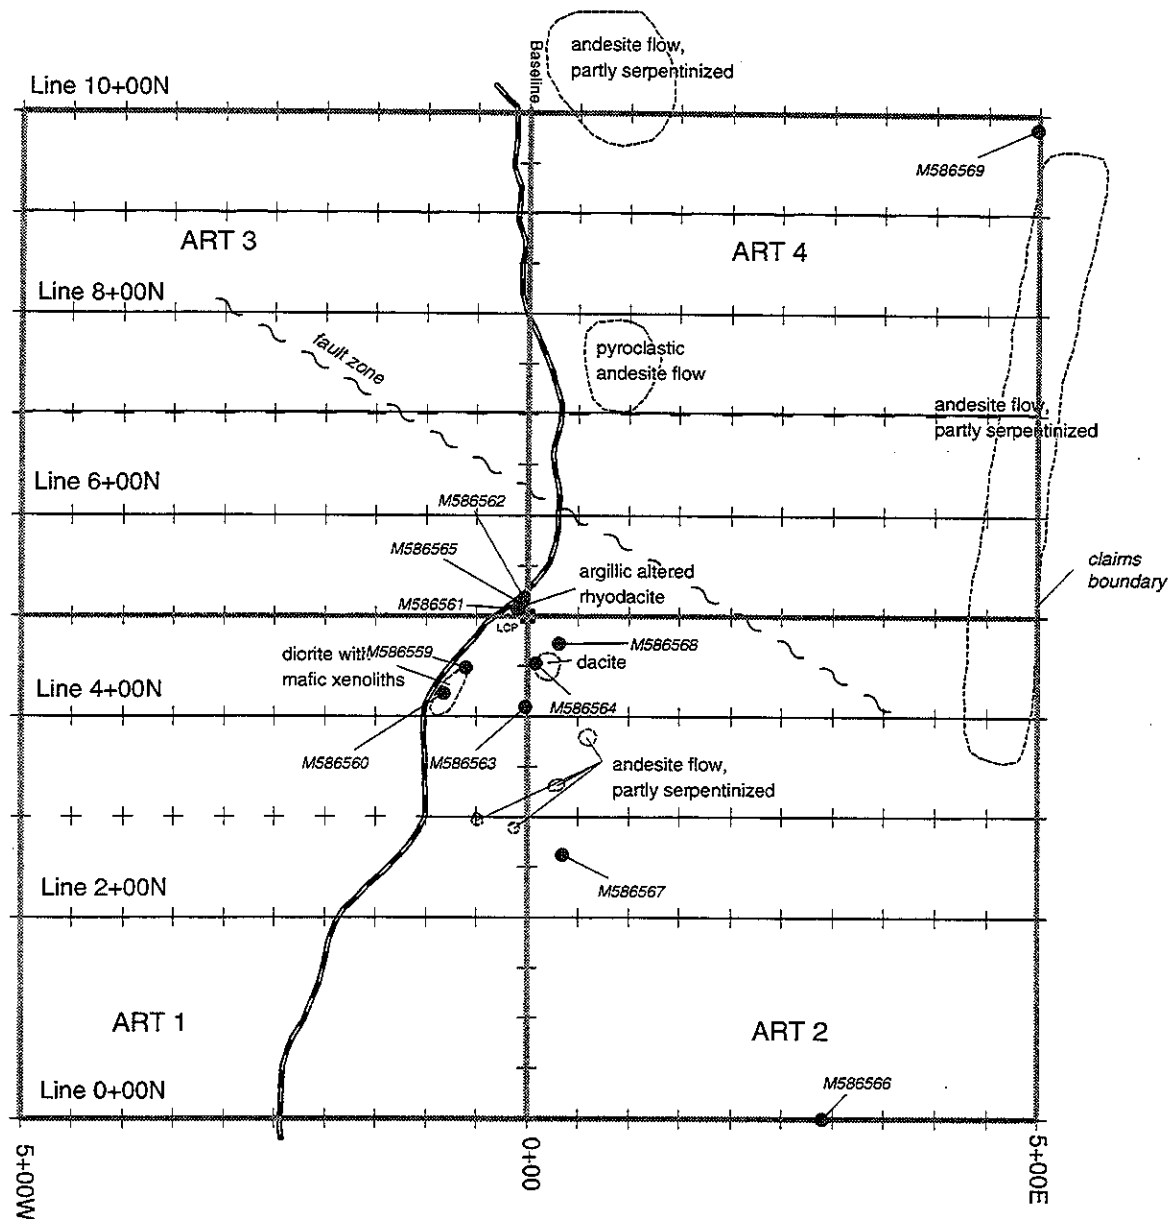 andesite flow,
partly serpentinized
Baseline
Line 10+00N
M586569
ART 3
ART 4
Line 8+00N
fault zone
pyroclastic
andesite flow
andesite flow,
partly serpentinized
Line 6+00N
M586562
M586565
argillic altered
rhyodacite
claims
boundary
M586561
LCP
M586568
diorite with
M586559
mafic xenoliths
dacite
Line 4+00N
M586564
M586560
M586563
andesite flow,
partly serpentinized
Line 2+00N
M586567
ART 1
ART 2
Line 0+00N
M586566
5+00W
0+00
5+00E